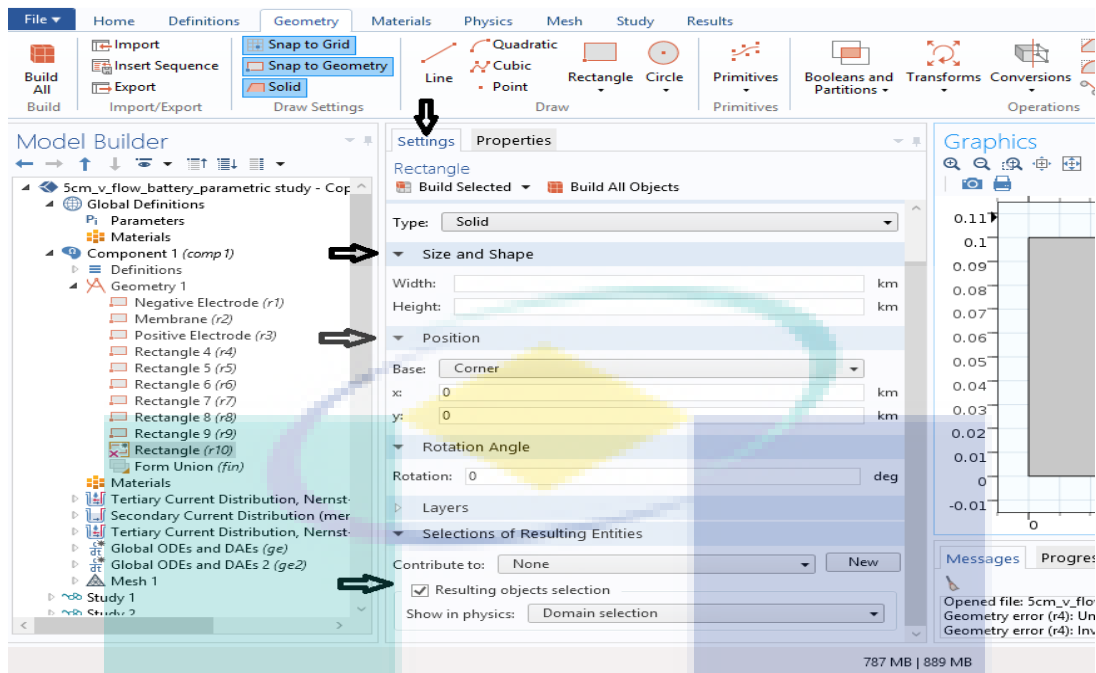 File Home Definitions Geometry Materials Physics Mesh Study Results
Import Snap to Grid Quadratic
Insert Sequence Snap to Geometry Cubic
Build All Export Solid Line Point Rectangle Circle Primitives Booleans and Partitions Transforms Conversions
Build Import/Export Draw Settings Draw Primitives Operations
Model Builder
5cm_v_flow_battery_parametric study - Cop
Global Definitions
Pi Parameters
Materials
Component 1 (comp1)
Definitions
Geometry 1
Negative Electrode (r1)
Membrane (r2)
Positive Electrode (r3)
Rectangle 4 (r4)
Rectangle 5 (r5)
Rectangle 6 (r6)
Rectangle 7 (r7)
Rectangle 8 (r8)
Rectangle 9 (r9)
Rectangle (r10)
Form Union (fin)
Materials
Tertiary Current Distribution, Nernst-
Secondary Current Distribution (mer
Tertiary Current Distribution, Nernst-
Global ODEs and DAEs (ge)
Global ODEs and DAEs 2 (ge2)
Mesh 1
Study 1
Study 2
Settings Properties
Rectangle
Build Selected Build All Objects
Type: Solid
Size and Shape
Width: km
Height: km
Position
Base: Corner
x: 0 km
y: 0 km
Rotation Angle
Rotation: 0 deg
Layers
Selections of Resulting Entities
Contribute to: None New
Resulting objects selection
Show in physics: Domain selection
Graphics
0.11
0.1
0.09
0.08
0.07
0.06
0.05
0.04
0.03
0.02
0.01
0
-0.01
0
Messages Progres
Opened file: 5cm_v_flow
Geometry error (r4): Un
Geometry error (r4): Inv
787 MB | 889 MB